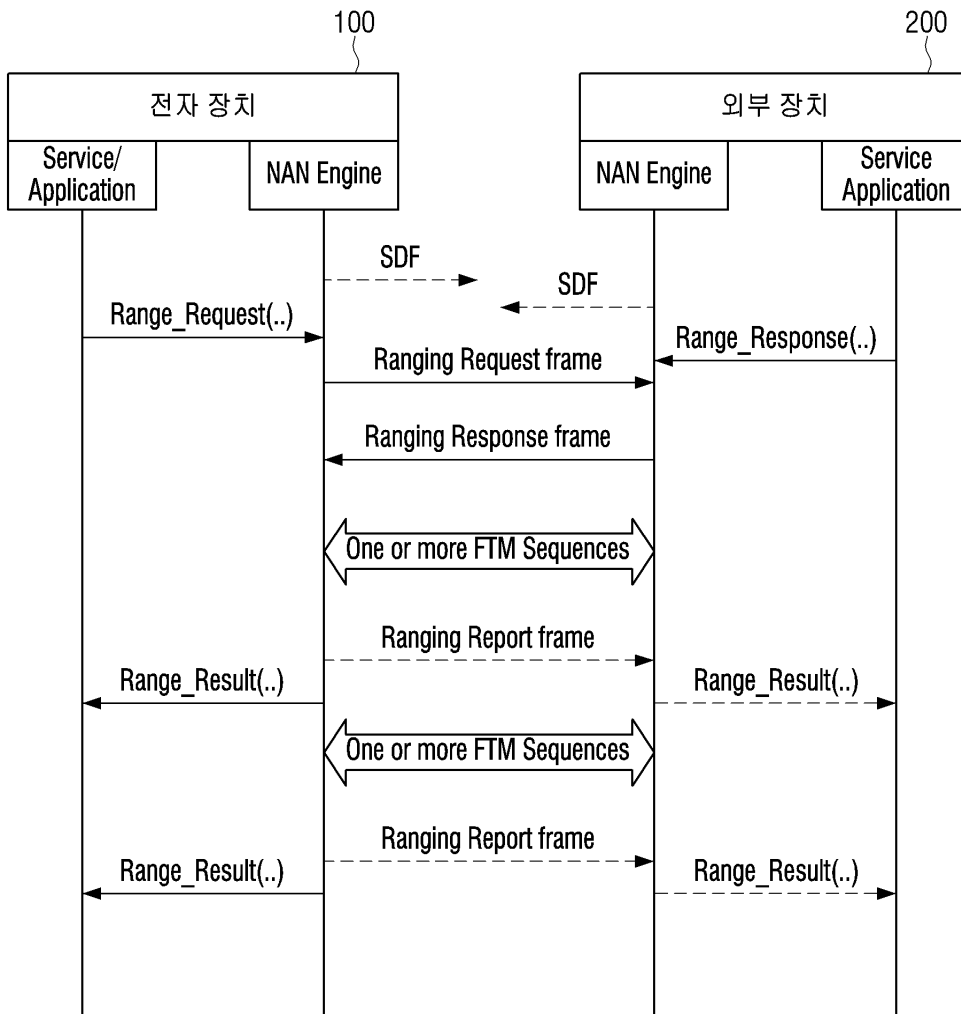 100
200
전자 장치
외부 장치
Service/
Application
NAN Engine
NAN Engine
Service
Application
SDF
SDF
Range_Request(..)
Range_Response(..)
Ranging Request frame
Ranging Response frame
One or more FTM Sequences
Ranging Report frame
Range_Result(..)
Range_Result(..)
One or more FTM Sequences
Ranging Report frame
Range_Result(..)
Range_Result(..)